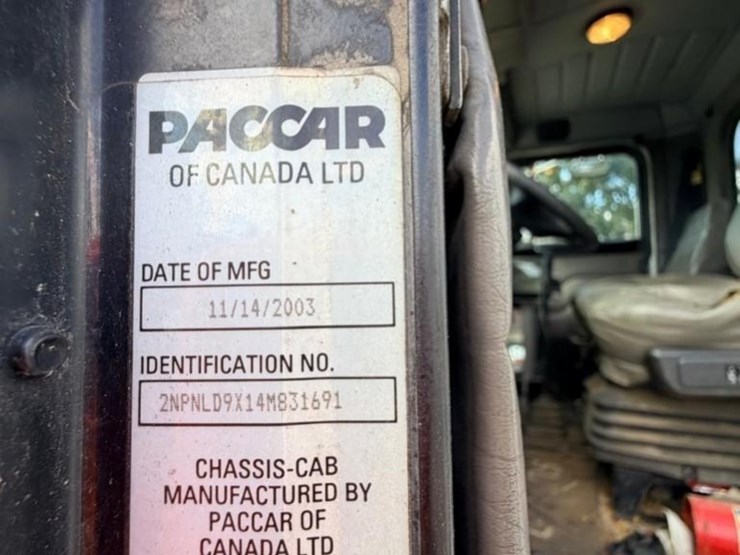 PACCAR
OF CANADA LTD
DATE OF MFG
11/14/2003
IDENTIFICATION NO.
2NPNLD9X14M831691
CHASSIS-CAB
MANUFACTURED BY
PACCAR OF
CANADA LTD